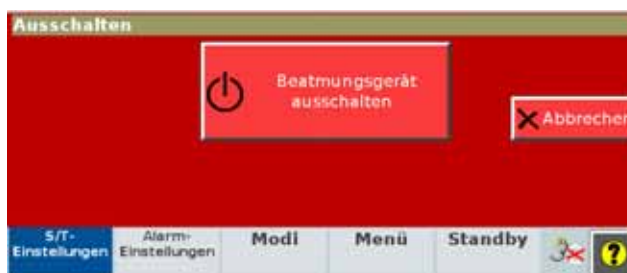 Ausschalten
Beatmungsgerät
ausschalten
Abbrechen
S/T-
Einstellungen
Alarm-
Einstellungen
Modi
Menü
Standby
?